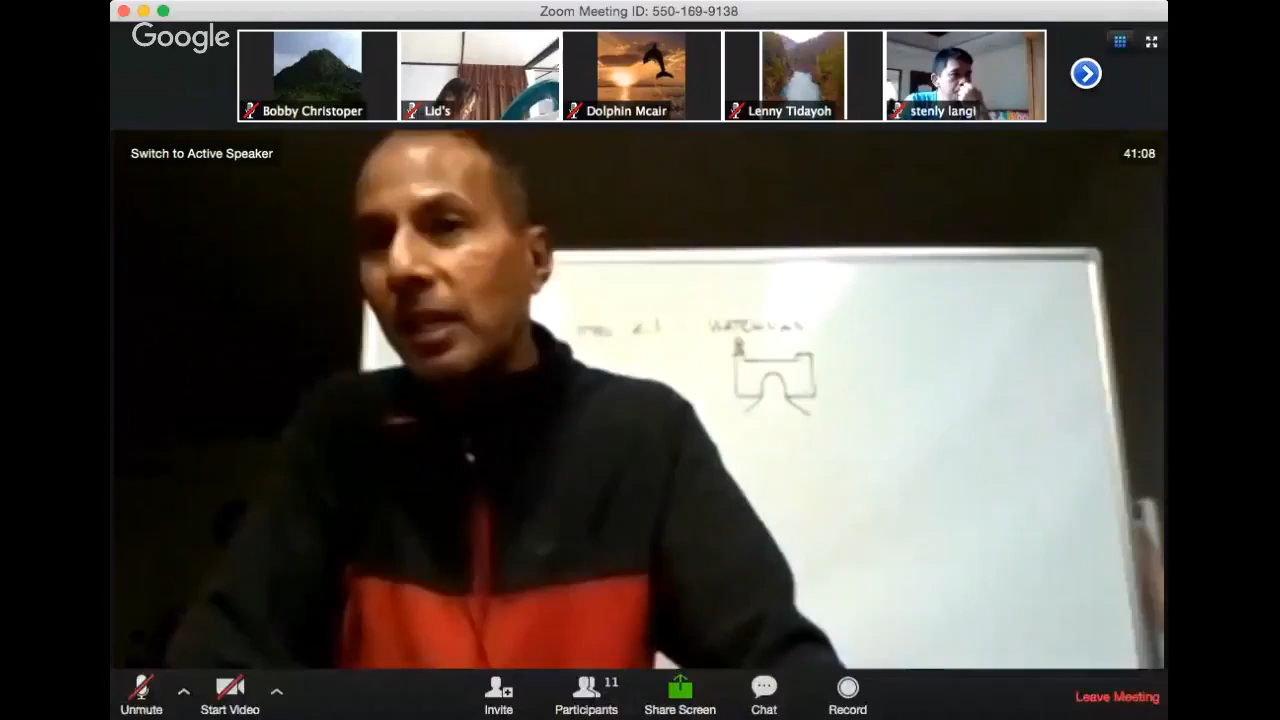 Zoom Meeting ID: 550-169-9138
Google
Bobby Christoper
Lid's
Dolphin Mcair
Lenny Tidayoh
stenly langi
Switch to Active Speaker
41:08
WATCHMAN
11
Unmute
Start Video
Invite
Participants
Share Screen
Chat
Record
Leave Meeting